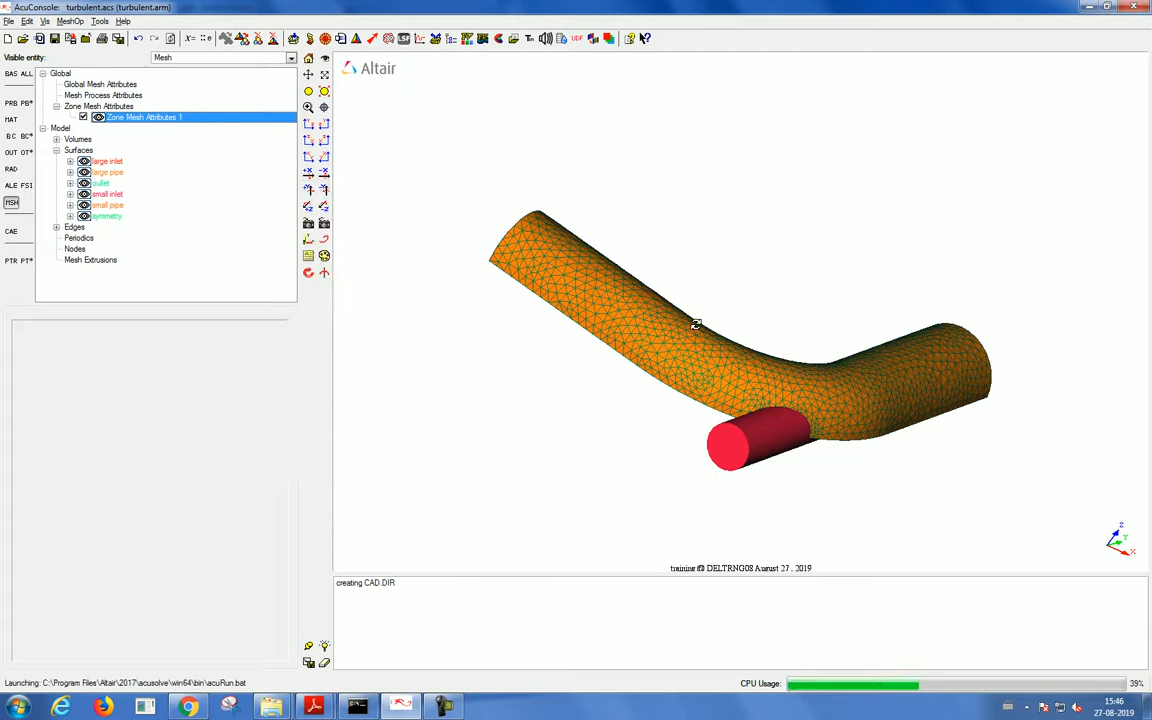 AcuConsole: turbulent.acs (turbulent.arm)
File Edit Vis MeshOp Tools Help
Visible entity: Mesh
BAS ALL
PRB PB*
MAT
BC BC*
OUT OT*
RAD
ALE FSI
MSH
CAE
PTR PT*
Global
Global Mesh Attributes
Mesh Process Attributes
Zone Mesh Attributes
Zone Mesh Attributes 1
Model
Volumes
Surfaces
large inlet
large pipe
outlet
small inlet
small pipe
symmetry
Edges
Periodics
Nodes
Mesh Extrusions
Altair
Z
Y
X
training @ DELTRNG08 August 27 , 2019
creating CAD.DIR
Launching: C:\Program Files\Altair\2017\acusolve\win64\bin\acuRun.bat
CPU Usage: 39%
15:46
27-08-2019